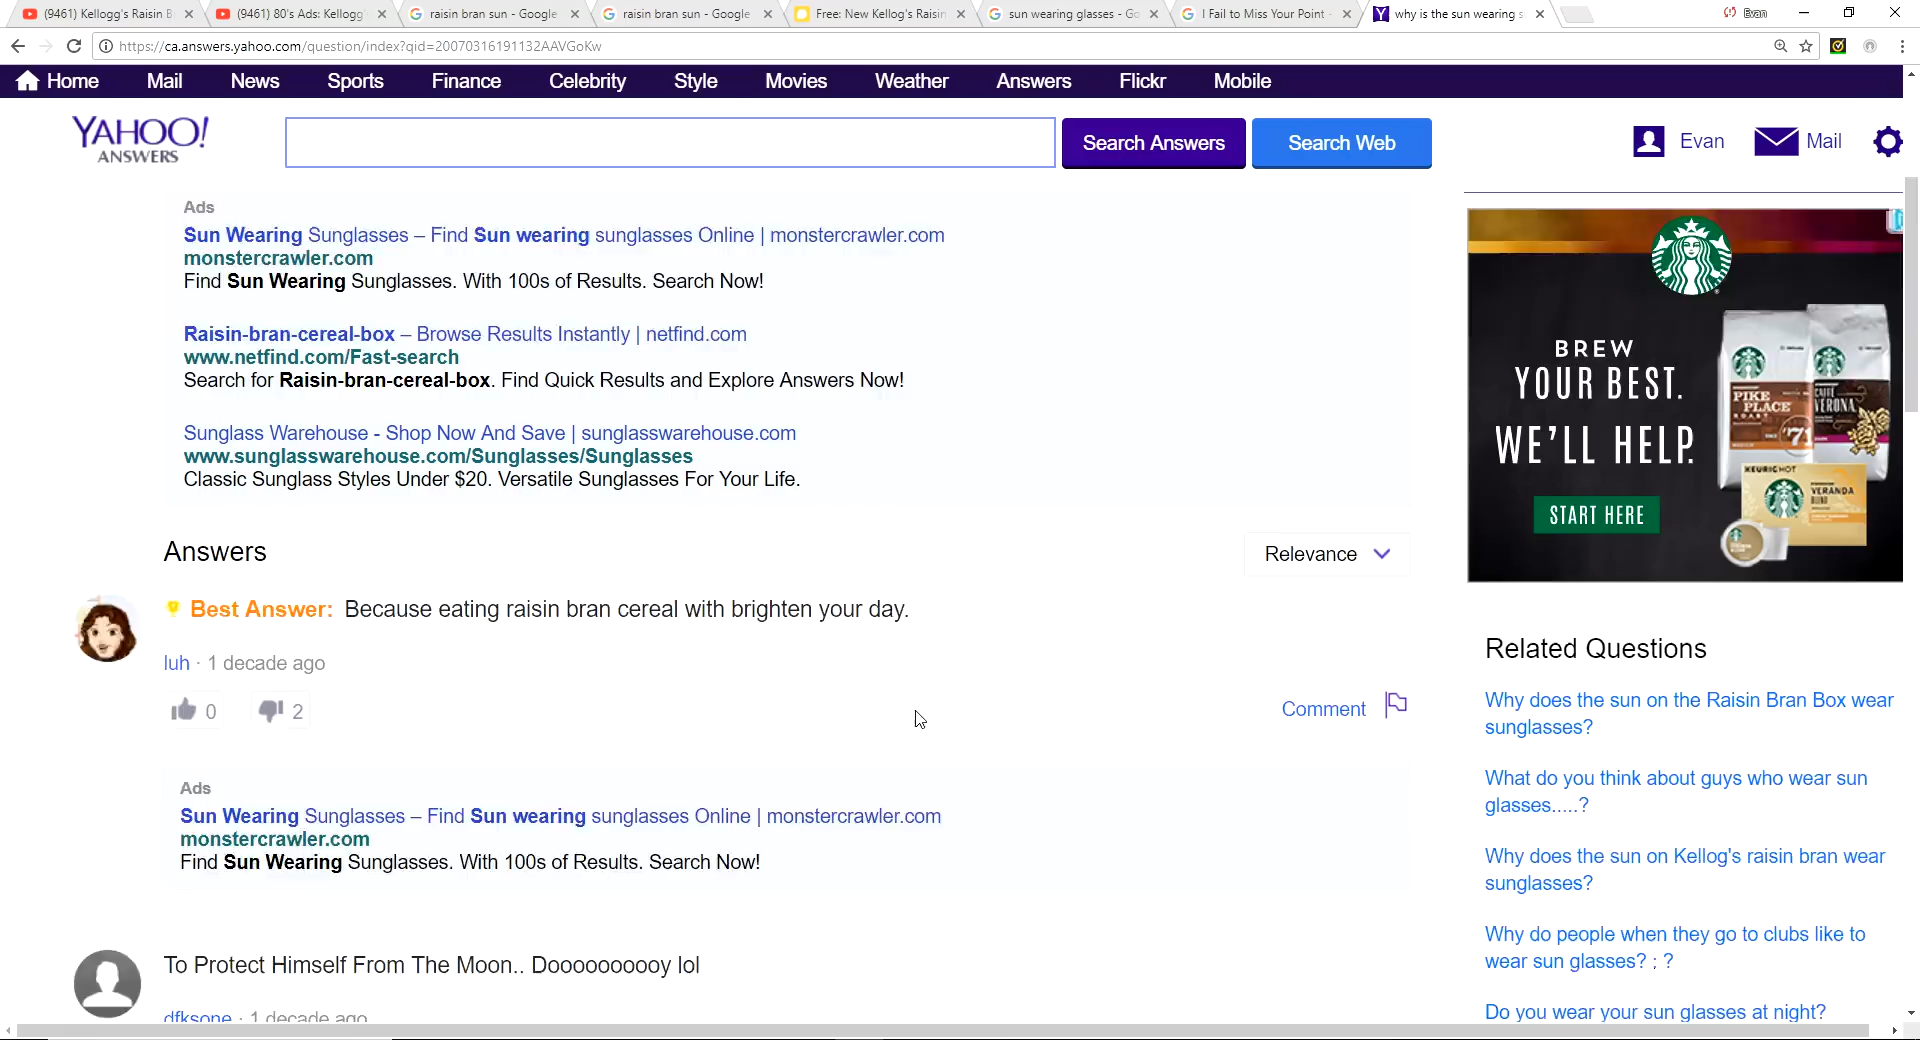 (9461) Kellogg's Raisin B
(9461) 80's Ads: Kellogg
raisin bran sun - Google
raisin bran sun - Google
Free: New Kellog's Raisin
sun wearing glasses - Go
I Fail to Miss Your Point -
why is the sun wearing s
Evan
https://ca.answers.yahoo.com/question/index?qid=20070316191132AAVGoKw
Home Mail News Sports Finance Celebrity Style Movies Weather Answers Flickr Mobile
YAHOO!
ANSWERS
Search Answers
Search Web
Evan
Mail
Ads
Sun Wearing Sunglasses – Find Sun wearing sunglasses Online | monstercrawler.com
monstercrawler.com
Find Sun Wearing Sunglasses. With 100s of Results. Search Now!
Raisin-bran-cereal-box – Browse Results Instantly | netfind.com
www.netfind.com/Fast-search
Search for Raisin-bran-cereal-box. Find Quick Results and Explore Answers Now!
Sunglass Warehouse - Shop Now And Save | sunglasswarehouse.com
www.sunglasswarehouse.com/Sunglasses/Sunglasses
Classic Sunglass Styles Under $20. Versatile Sunglasses For Your Life.
Answers
Relevance
Best Answer: Because eating raisin bran cereal with brighten your day.
luh · 1 decade ago
0
2
Comment
Ads
Sun Wearing Sunglasses – Find Sun wearing sunglasses Online | monstercrawler.com
monstercrawler.com
Find Sun Wearing Sunglasses. With 100s of Results. Search Now!
To Protect Himself From The Moon.. Doooooooooy lol
dfksone · 1 decade ago
BREW
YOUR BEST.
WE'LL HELP.
START HERE
PIKE
PLACE
ROAST
'71
CAFFÈ
VERONA
KEURIG HOT
VERANDA
BLEND
Related Questions
Why does the sun on the Raisin Bran Box wear
sunglasses?
What do you think about guys who wear sun
glasses.....?
Why does the sun on Kellog's raisin bran wear
sunglasses?
Why do people when they go to clubs like to
wear sun glasses? ; ?
Do you wear your sun glasses at night?